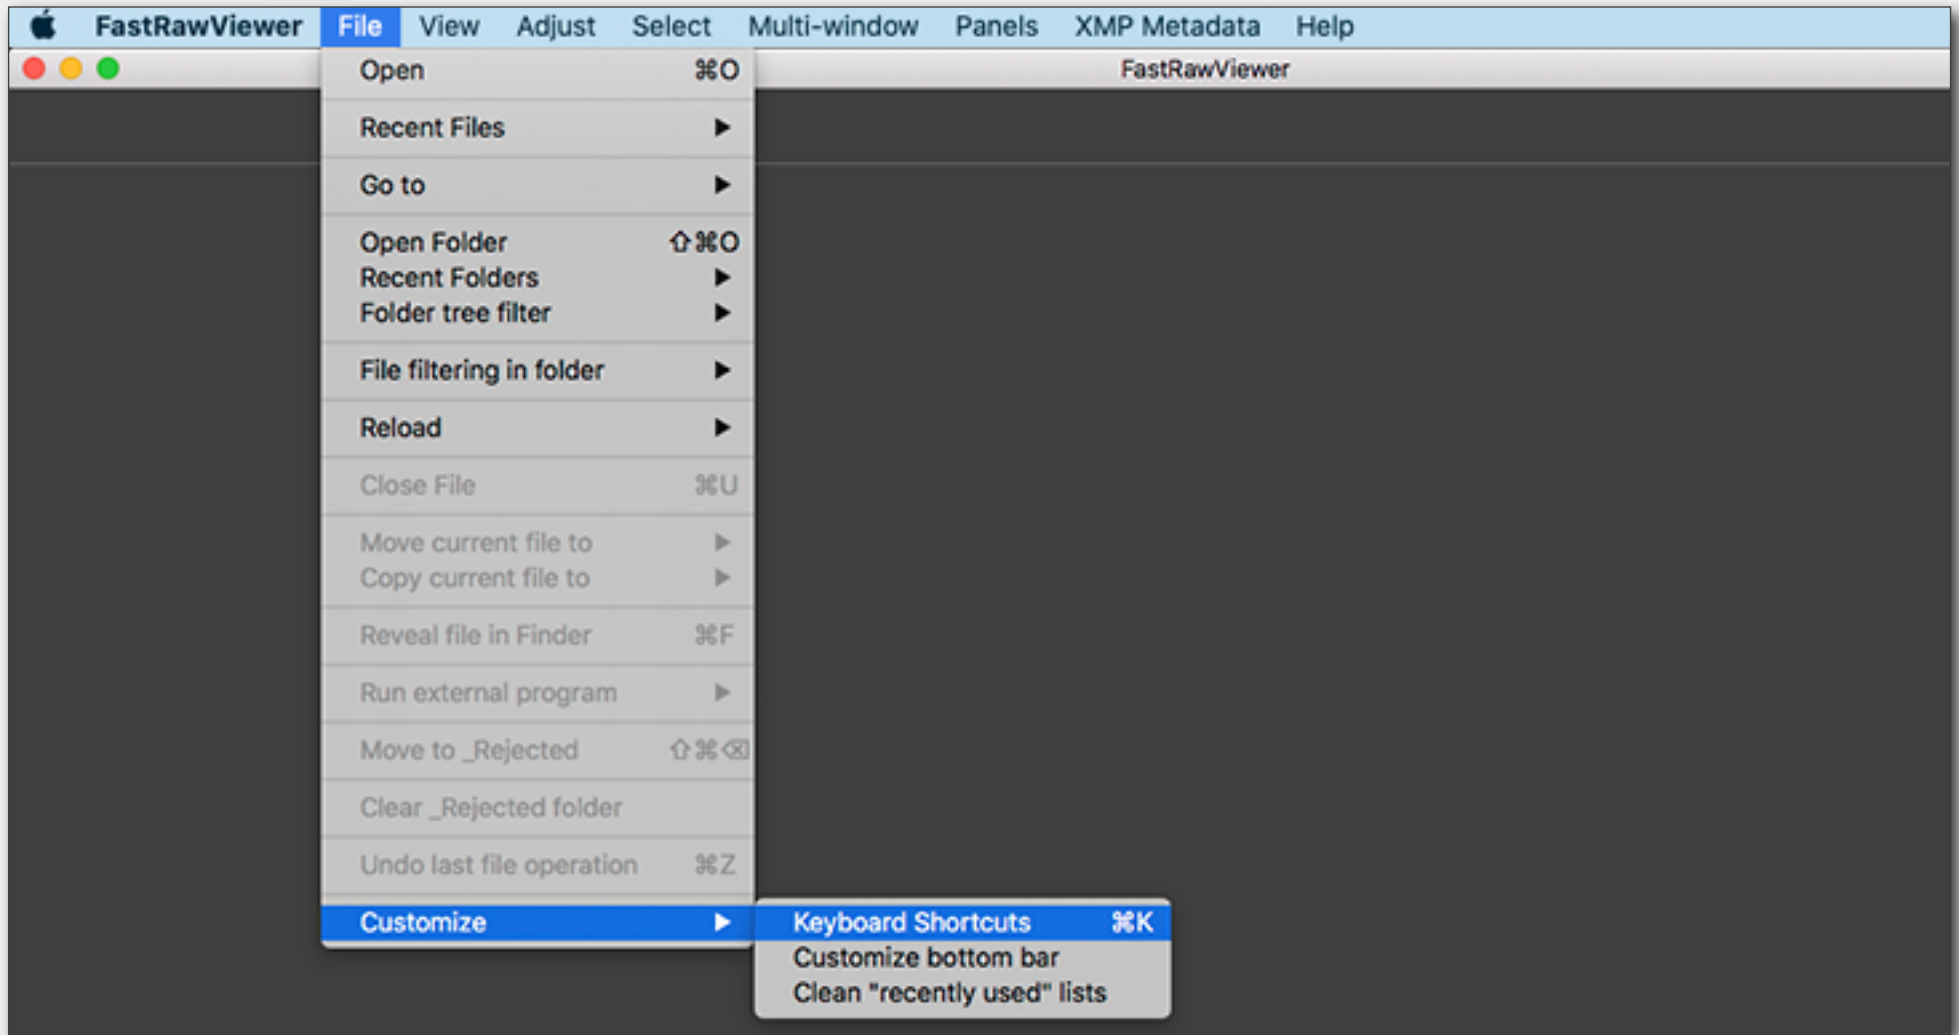 FastRawViewer File View Adjust Select Multi-window Panels XMP Metadata Help
FastRawViewer
Open ⌘O
Recent Files ▶
Go to ▶
Open Folder ⇧⌘O
Recent Folders ▶
Folder tree filter ▶
File filtering in folder ▶
Reload ▶
Close File ⌘U
Move current file to ▶
Copy current file to ▶
Reveal file in Finder ⌘F
Run external program ▶
Move to _Rejected ⇧⌘⌫
Clear _Rejected folder
Undo last file operation ⌘Z
Customize ▶
Keyboard Shortcuts ⌘K
Customize bottom bar
Clean "recently used" lists